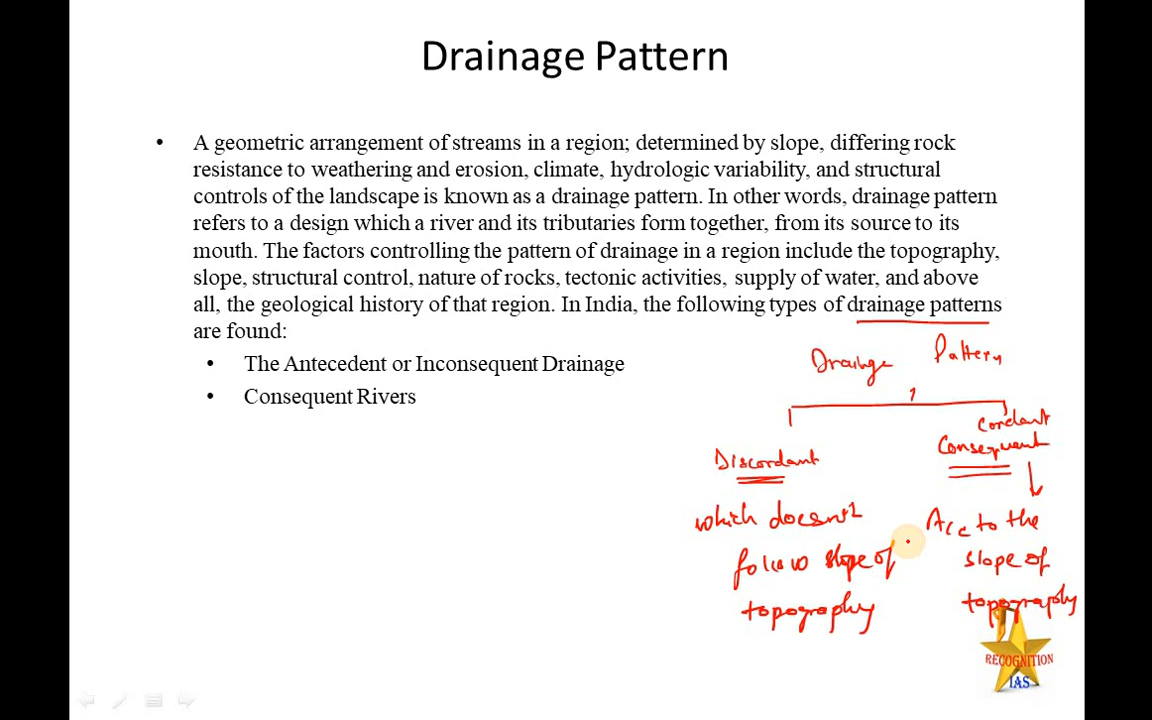 Drainage Pattern
• A geometric arrangement of streams in a region; determined by slope, differing rock
resistance to weathering and erosion, climate, hydrologic variability, and structural
controls of the landscape is known as a drainage pattern. In other words, drainage pattern
refers to a design which a river and its tributaries form together, from its source to its
mouth. The factors controlling the pattern of drainage in a region include the topography,
slope, structural control, nature of rocks, tectonic activities, supply of water, and above
all, the geological history of that region. In India, the following types of drainage patterns
are found:
• The Antecedent or Inconsequent Drainage
• Consequent Rivers
Drainge Pattern
Discordant
which doesn't
follow slope of
topography
Cordant
Consequent
Acc to the
slope of
topography
RECOGNITION
IAS